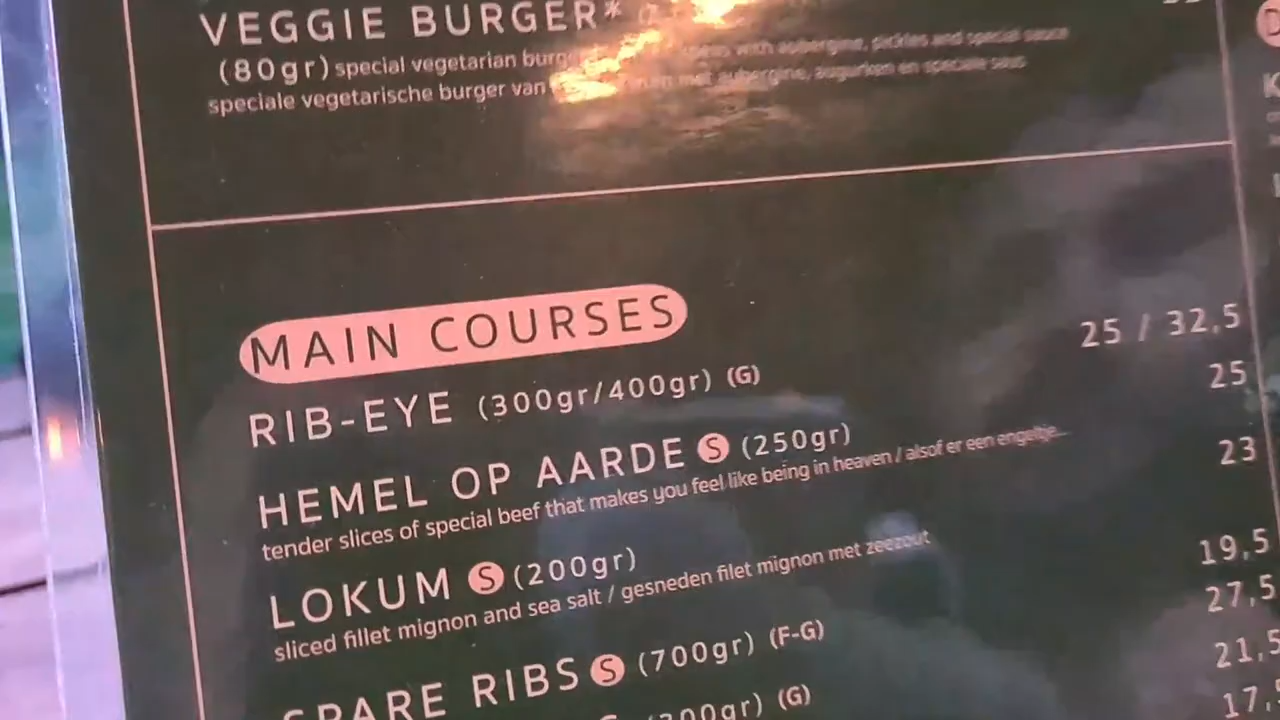 VEGGIE BURGER*
(80gr) special vegetarian with aubergine, pickles and special sauce
speciale vegetarische burger van met aubergine, augurken en speciale saus
MAIN COURSES
RIB-EYE (300gr/400gr) (G) 25 / 32,5
HEMEL OP AARDE S (250gr) 25
tender slices of special beef that makes you feel like being in heaven / alsof er een engeltje...
LOKUM S (200gr) 23
sliced fillet mignon and sea salt / gesneden filet mignon met zeezout
SPARE RIBS S (700gr) (F-G) 19,5
(G) 27,5
21,5
17,5